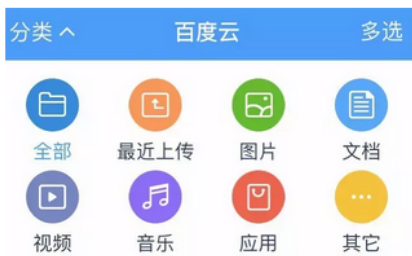 分类 百度云 多选
全部 最近上传 图片 文档
视频 音乐 应用 其它